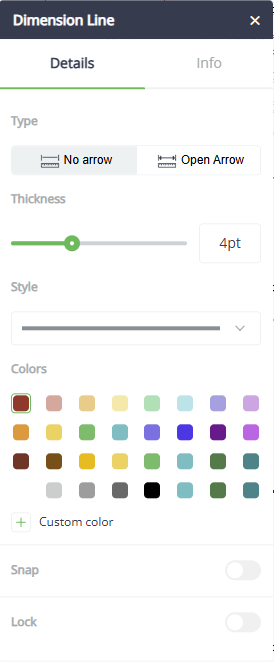 Dimension Line
Details Info
Type
No arrow Open Arrow
Thickness
4pt
Style
Colors
Custom color
Snap
Lock